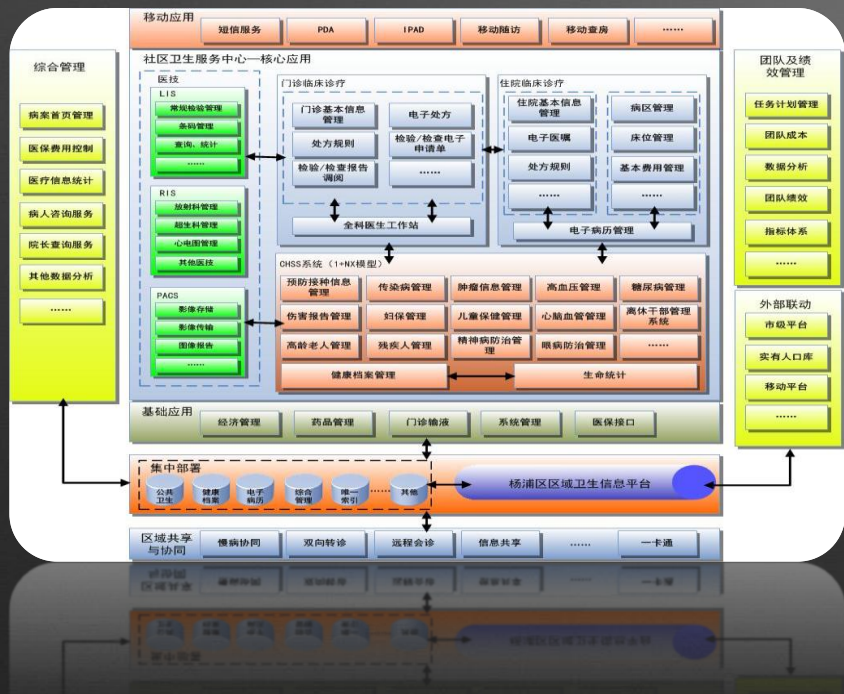 移动应用
短信服务
PDA
IPAD
移动随访
移动查房
……
综合管理
病案首页管理
医保费用控制
医疗信息统计
病人咨询服务
院长查询服务
其他数据分析
……
社区卫生服务中心—核心应用
医技
LIS
常规检验管理
条码管理
查询、统计
……
RIS
放射科管理
超生科管理
心电图管理
其他医技
PACS
影像存储
影像传输
图像报告
……
门诊临床诊疗
门诊基本信息
管理
电子处方
处方规则
检验/检查电子
申请单
检验/检查报告
调阅
……
全科医生工作站
住院临床诊疗
住院基本信息
管理
病区管理
电子医嘱
床位管理
处方规则
基本费用管理
……
……
电子病历管理
CHSS系统（1+NX模型）
预防接种信息
管理
传染病管理
肿瘤信息管理
高血压管理
糖尿病管理
伤害报告管理
妇保管理
儿童保健管理
心脑血管管理
离休干部管理
系统
高龄老人管理
残疾人管理
精神病防治管
理
眼病防治管理
……
健康档案管理
生命统计
团队及绩
效管理
任务计划管理
团队成本
数据分析
团队绩效
指标体系
……
外部联动
市级平台
实有人口库
移动平台
……
基础应用
经济管理
药品管理
门诊输液
系统管理
医保接口
集中部署
公共
卫生
健康
档案
电子
病历
综合
管理
唯一
索引
……
其他
杨浦区区域卫生信息平台
区域共享
与协同
慢病协同
双向转诊
远程会诊
信息共享
……
一卡通